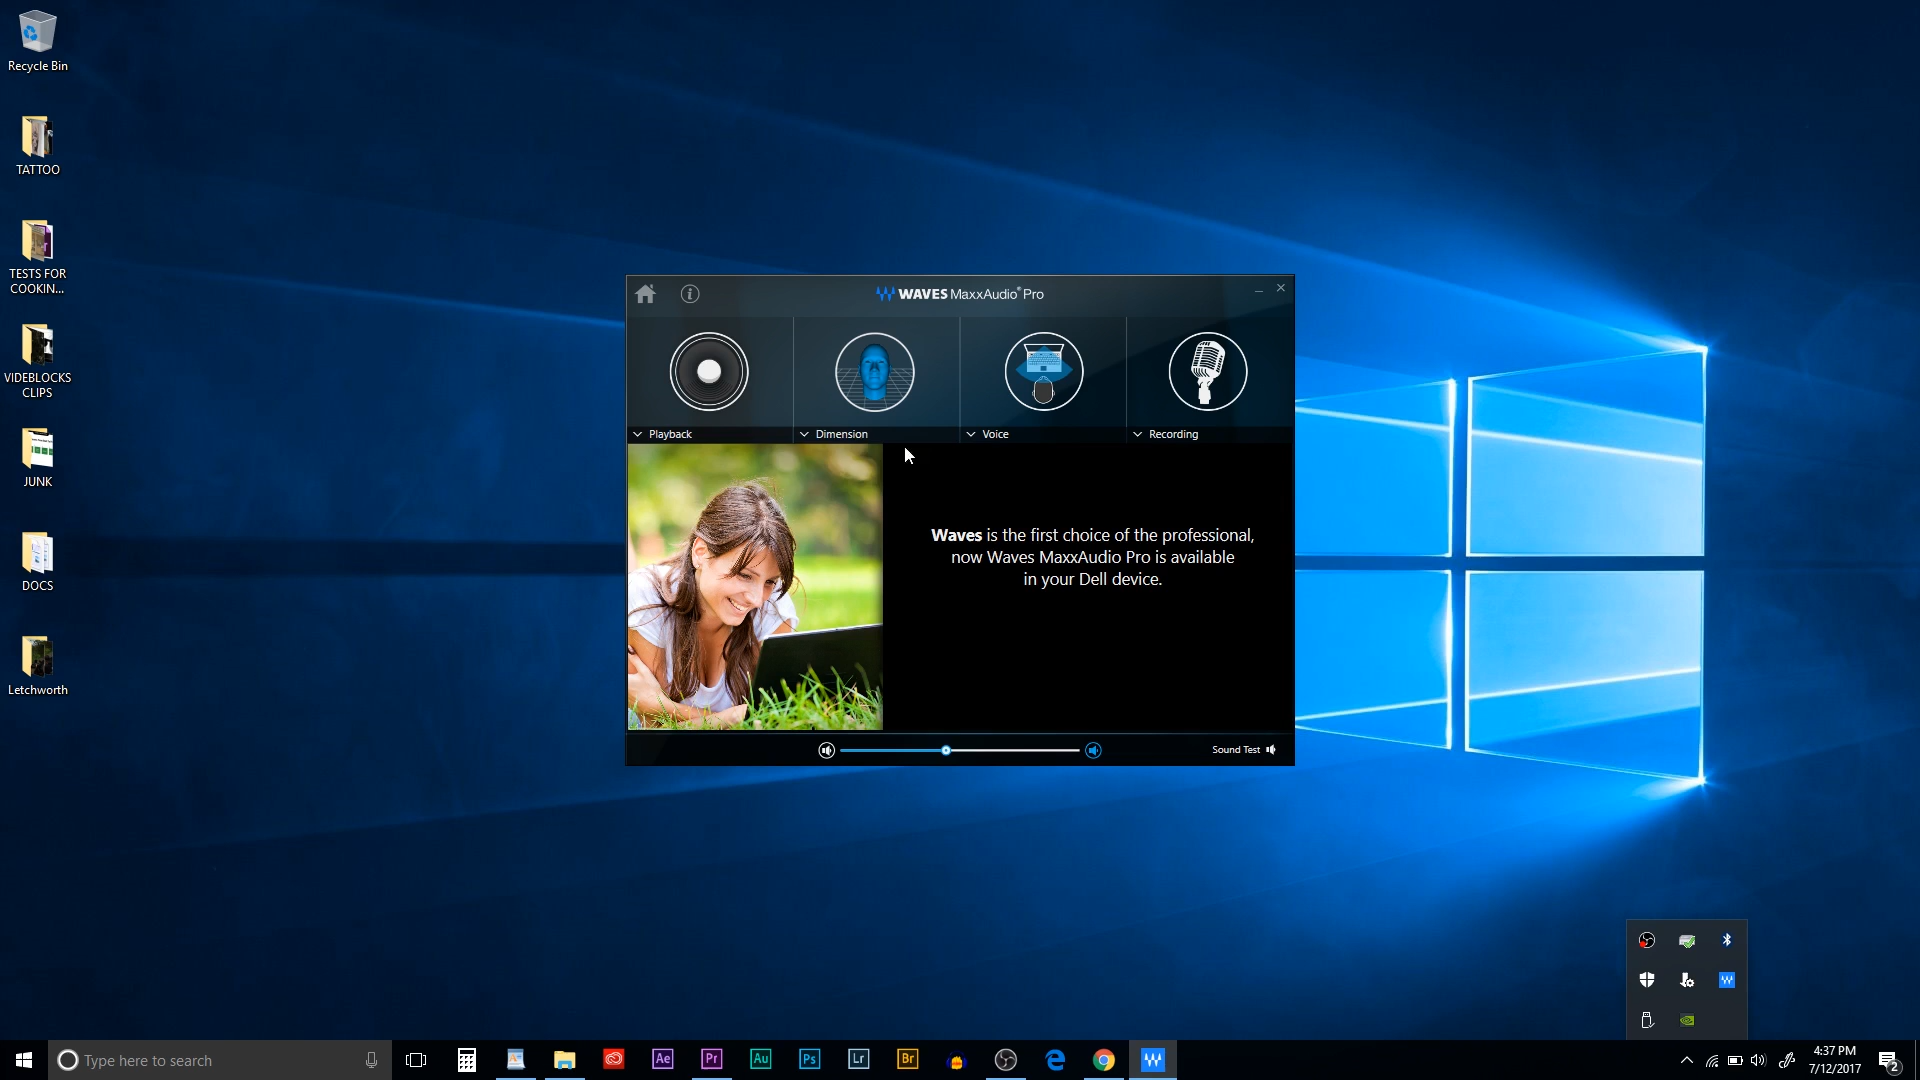 Recycle Bin
TATTOO
TESTS FOR
COOKIN...
VIDEBLOCKS
CLIPS
JUNK
DOCS
Letchworth
WAVES MaxxAudio® Pro
Playback
Dimension
Voice
Recording
Waves is the first choice of the professional,
now Waves MaxxAudio Pro is available
in your Dell device.
Sound Test
Type here to search
Ae
Pr
Au
Ps
Lr
Br
4:37 PM
7/12/2017
2